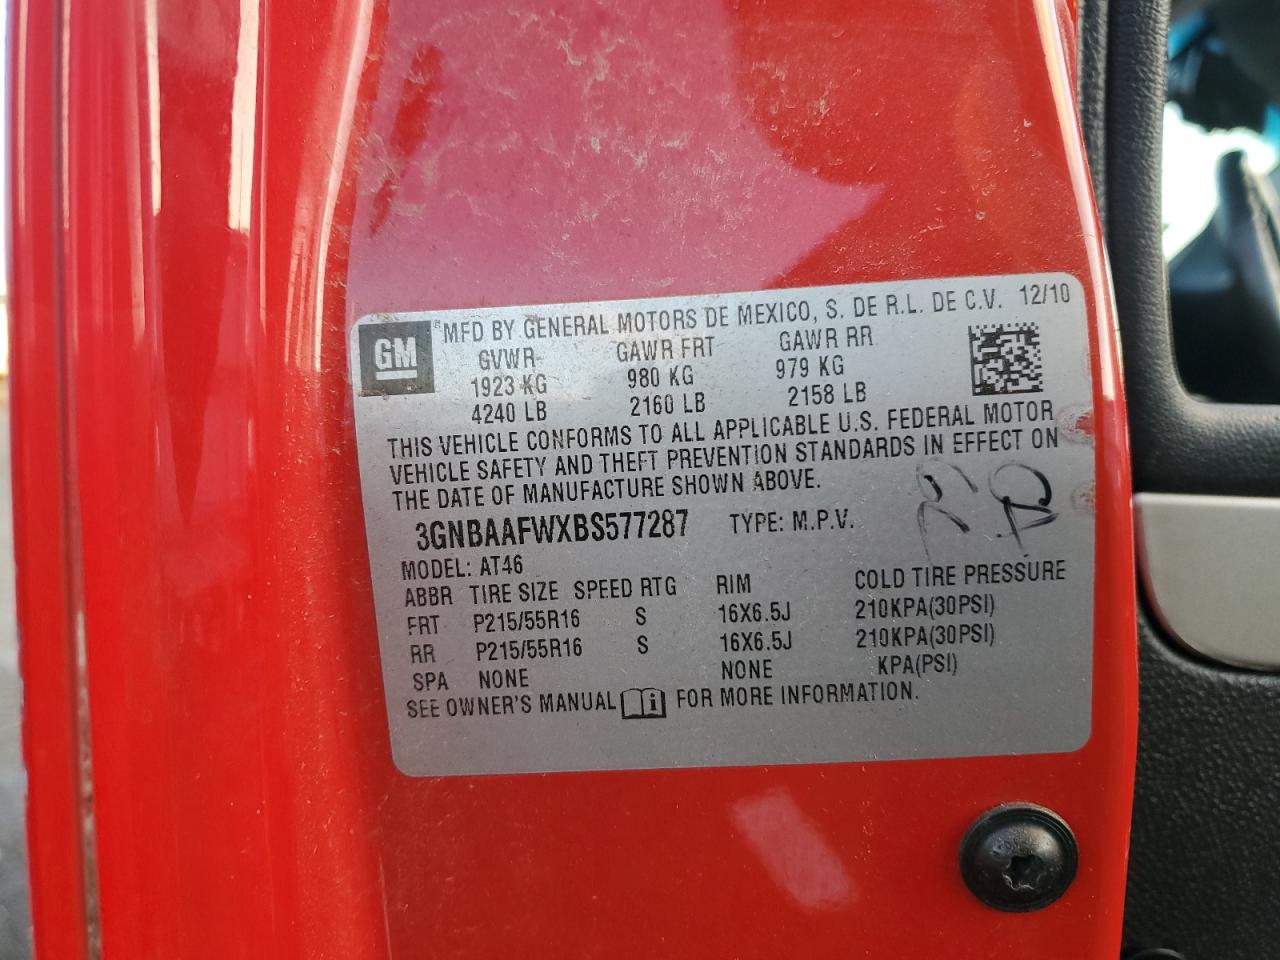 GM
® MFD BY GENERAL MOTORS DE MEXICO, S. DE R.L. DE C.V. 12/10
GVWR GAWR FRT GAWR RR
1923 KG 980 KG 979 KG
4240 LB 2160 LB 2158 LB
THIS VEHICLE CONFORMS TO ALL APPLICABLE U.S. FEDERAL MOTOR
VEHICLE SAFETY AND THEFT PREVENTION STANDARDS IN EFFECT ON
THE DATE OF MANUFACTURE SHOWN ABOVE.
3GNBAAFWXBS577287 TYPE: M.P.V.
MODEL: AT46
ABBR TIRE SIZE SPEED RTG RIM COLD TIRE PRESSURE
FRT P215/55R16 S 16X6.5J 210KPA(30PSI)
RR P215/55R16 S 16X6.5J 210KPA(30PSI)
SPA NONE NONE KPA(PSI)
SEE OWNER'S MANUAL i FOR MORE INFORMATION.